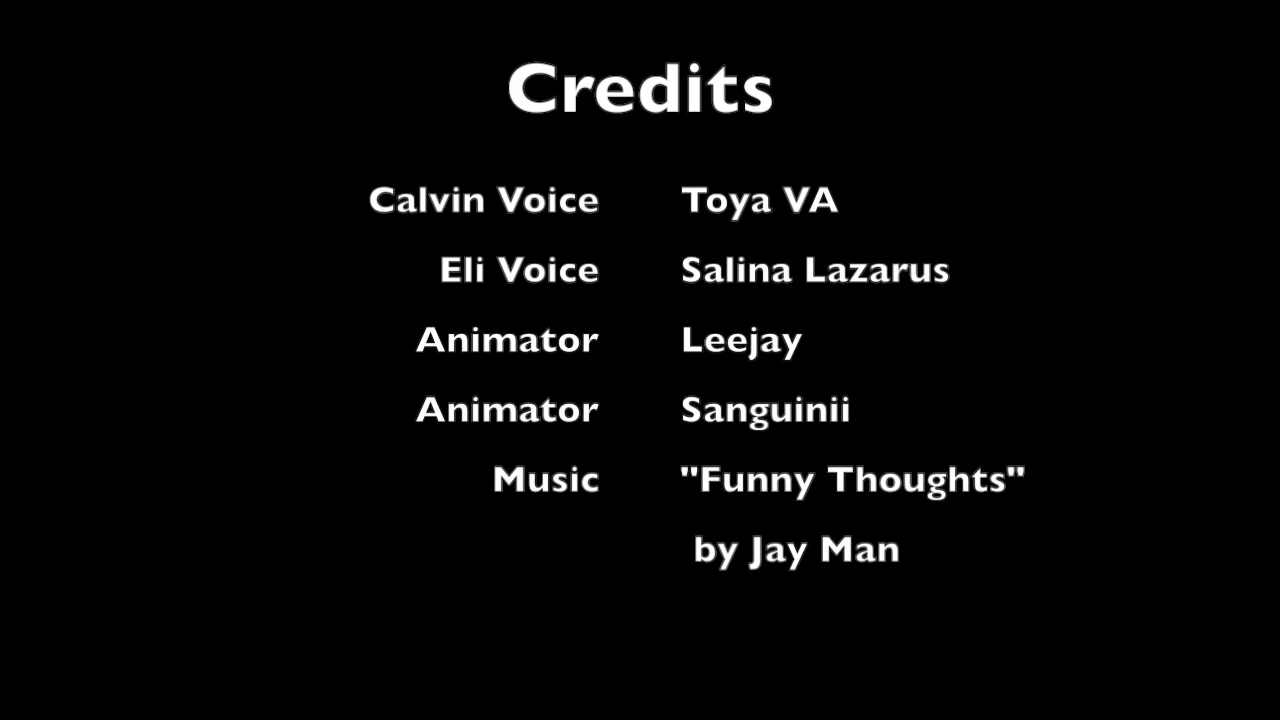 Credits
Calvin Voice Toya VA
Eli Voice Salina Lazarus
Animator Leejay
Animator Sanguinii
Music "Funny Thoughts"
by Jay Man